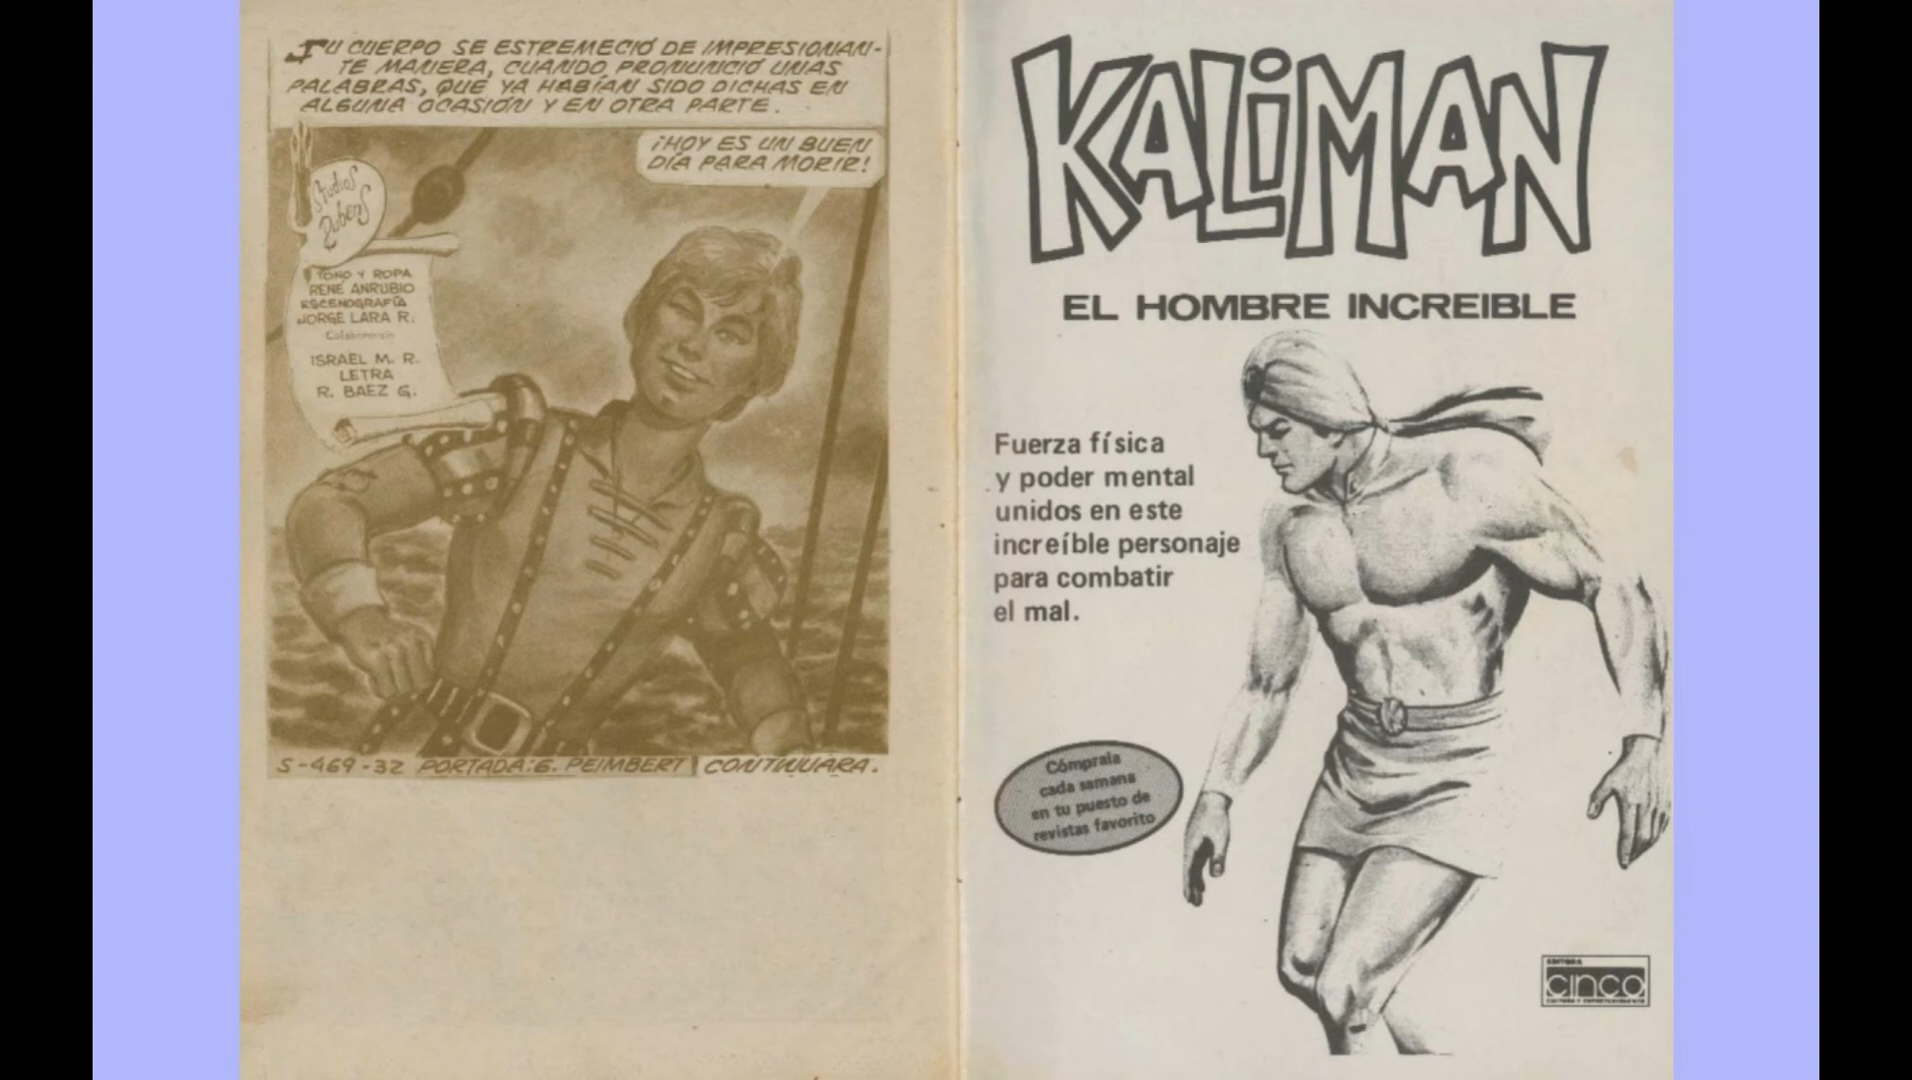 SU CUERPO SE ESTREMECIÓ DE IMPRESIONAN-
TE MANERA, CUANDO PRONUNCIÓ UNAS
PALABRAS, QUE YA HABÍAN SIDO DICHAS EN
ALGUNA OCASIÓN Y EN OTRA PARTE.
¡HOY ES UN BUEN
DÍA PARA MORIR!
Studios
Rubens
TONO Y ROPA
RENE ANRUBIO
ESCENOGRAFÍA
JORGE LARA R.
ISRAEL M. R.
LETRA
R. BAEZ G.
S-469-32 PORTADA: G. PEIMBERT CONTINUARA.
KALiMAN
EL HOMBRE INCREIBLE
Fuerza física
y poder mental
unidos en este
increíble personaje
para combatir
el mal.
Cómprala
cada semana
en tu puesto de
revistas favorito
EDITORA
cinco